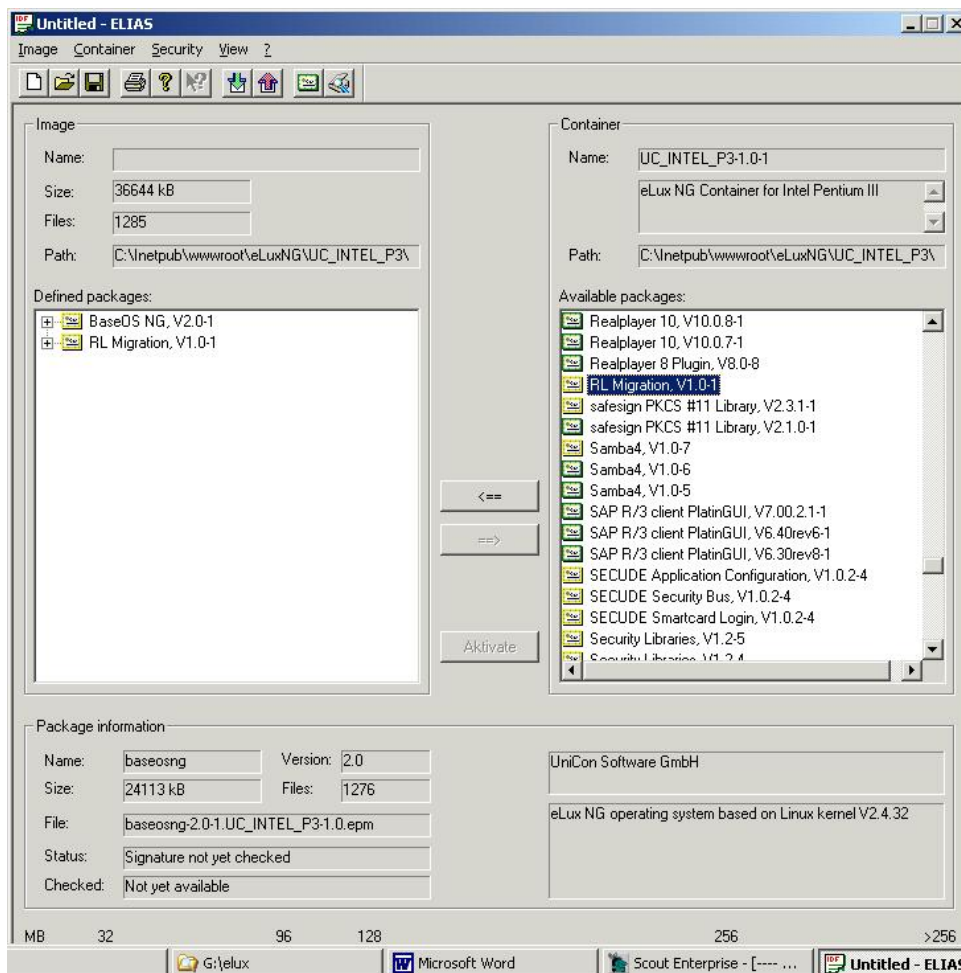 Untitled - ELIAS
Image Container Security View ?
Image
Name:
Size: 36644 kB
Files: 1285
Path: C:\Inetpub\wwwroot\eLuxNG\UC_INTEL_P3\
Defined packages:
BaseOS NG, V2.0-1
RL Migration, V1.0-1
<==
==>
Aktivate
Container
Name: UC_INTEL_P3-1.0-1
eLux NG Container for Intel Pentium III
Path: C:\Inetpub\wwwroot\eLuxNG\UC_INTEL_P3\
Available packages:
Realplayer 10, V10.0.8-1
Realplayer 10, V10.0.7-1
Realplayer 8 Plugin, V8.0-8
RL Migration, V1.0-1
safesign PKCS #11 Library, V2.3.1-1
safesign PKCS #11 Library, V2.1.0-1
Samba4, V1.0-7
Samba4, V1.0-6
Samba4, V1.0-5
SAP R/3 client PlatinGUI, V7.00.2.1-1
SAP R/3 client PlatinGUI, V6.40rev6-1
SAP R/3 client PlatinGUI, V6.30rev8-1
SECUDE Application Configuration, V1.0.2-4
SECUDE Security Bus, V1.0.2-4
SECUDE Smartcard Login, V1.0.2-4
Security Libraries, V1.2-5
Security Libraries, V1.2-4
Package information
Name: baseosng Version: 2.0
Size: 24113 kB Files: 1276
File: baseosng-2.0-1.UC_INTEL_P3-1.0.epm
Status: Signature not yet checked
Checked: Not yet available
UniCon Software GmbH
eLux NG operating system based on Linux kernel V2.4.32
MB 32 96 128 256 >256
G:\elux Microsoft Word Scout Enterprise - [---- ... Untitled - ELIAS